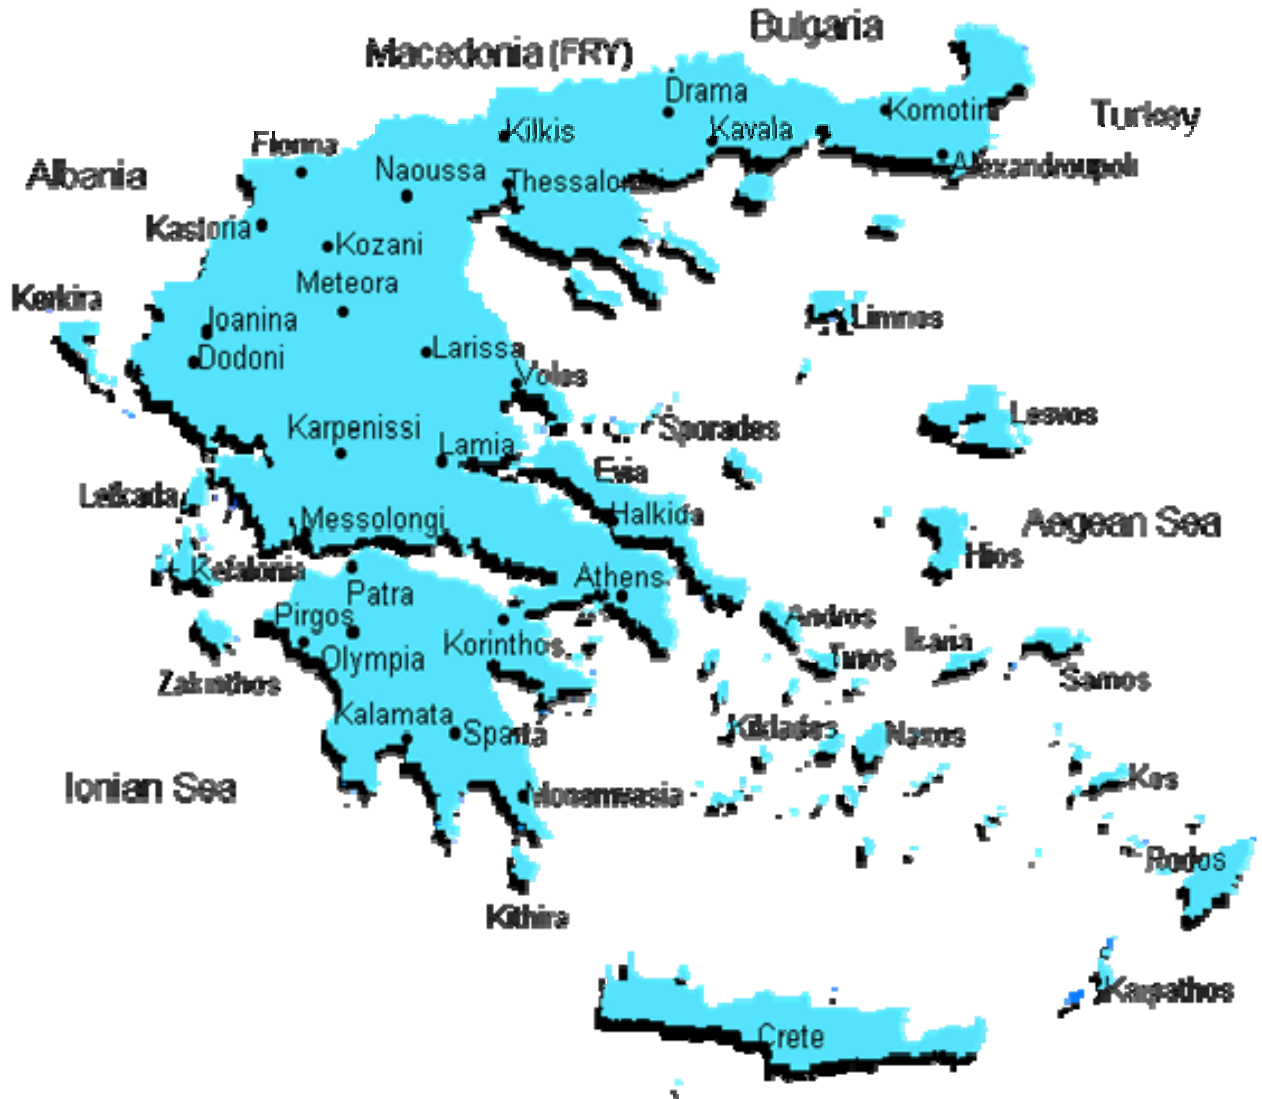 Bulgaria
Macedonia (FRY)
Drama
Komotini
Turkey
Kilkis
Kavala
Florina
Albania
Naoussa
Thessaloniki
Alexandroupoli
Kastoria
Kozani
Meteora
Kerkira
Joanina
Limnos
Dodoni
Larissa
Volos
Karpenissi
Sporades
Lesvos
Lamia
Evia
Lefkada
Messolongi
Halkida
Aegean Sea
Hios
Kefalonia
Athens
Patra
Pirgos
Andros
Korinthos
Ikaria
Olympia
Tinos
Zakinthos
Samos
Kalamata
Sparta
Kiklades
Naxos
Ionian Sea
Monemvasia
Kos
Rodos
Kithira
Karpathos
Crete